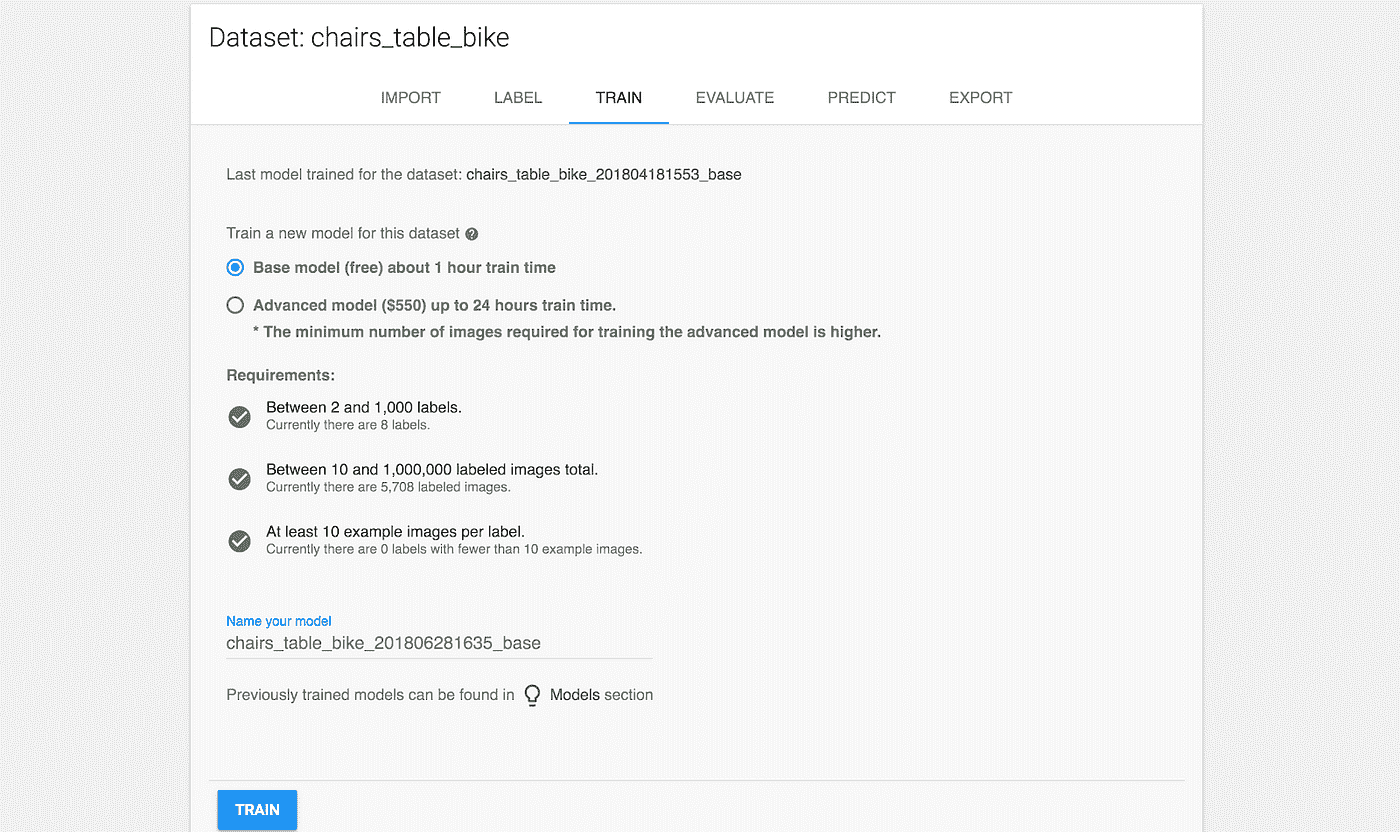 Dataset: chairs_table_bike
IMPORT LABEL TRAIN EVALUATE PREDICT EXPORT
Last model trained for the dataset: chairs_table_bike_201804181553_base
Train a new model for this dataset ?
Base model (free) about 1 hour train time
Advanced model ($550) up to 24 hours train time.
* The minimum number of images required for training the advanced model is higher.
Requirements:
Between 2 and 1,000 labels.
Currently there are 8 labels.
Between 10 and 1,000,000 labeled images total.
Currently there are 5,708 labeled images.
At least 10 example images per label.
Currently there are 0 labels with fewer than 10 example images.
Name your model
chairs_table_bike_201806281635_base
Previously trained models can be found in Models section
TRAIN